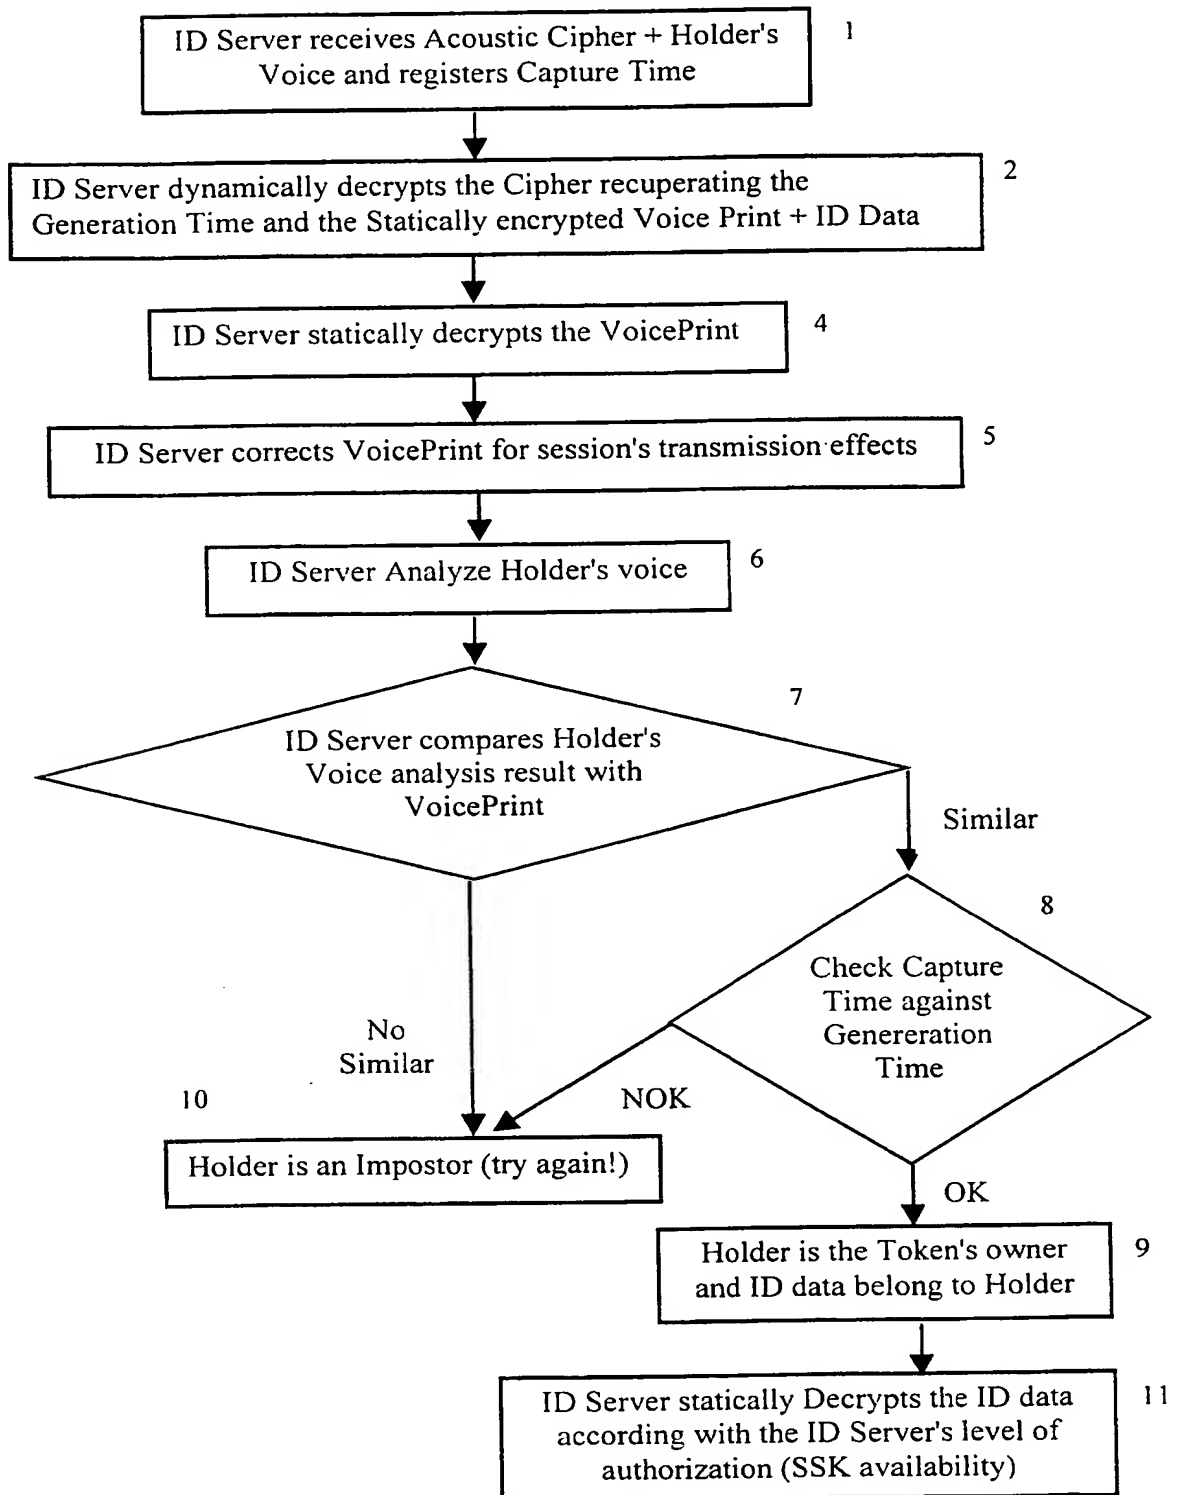 ID Server receives Acoustic Cipher + Holder's
Voice and registers Capture Time
1
ID Server dynamically decrypts the Cipher recuperating the
Generation Time and the Statically encrypted Voice Print + ID Data
2
ID Server statically decrypts the VoicePrint
4
ID Server corrects VoicePrint for session's transmission effects
5
ID Server Analyze Holder's voice
6
7
ID Server compares Holder's
Voice analysis result with
VoicePrint
Similar
8
Check Capture
Time against
Genereration
Time
No
Similar
NOK
10
Holder is an Impostor (try again!)
OK
Holder is the Token's owner
and ID data belong to Holder
9
ID Server statically Decrypts the ID data
according with the ID Server's level of
authorization (SSK availability)
11